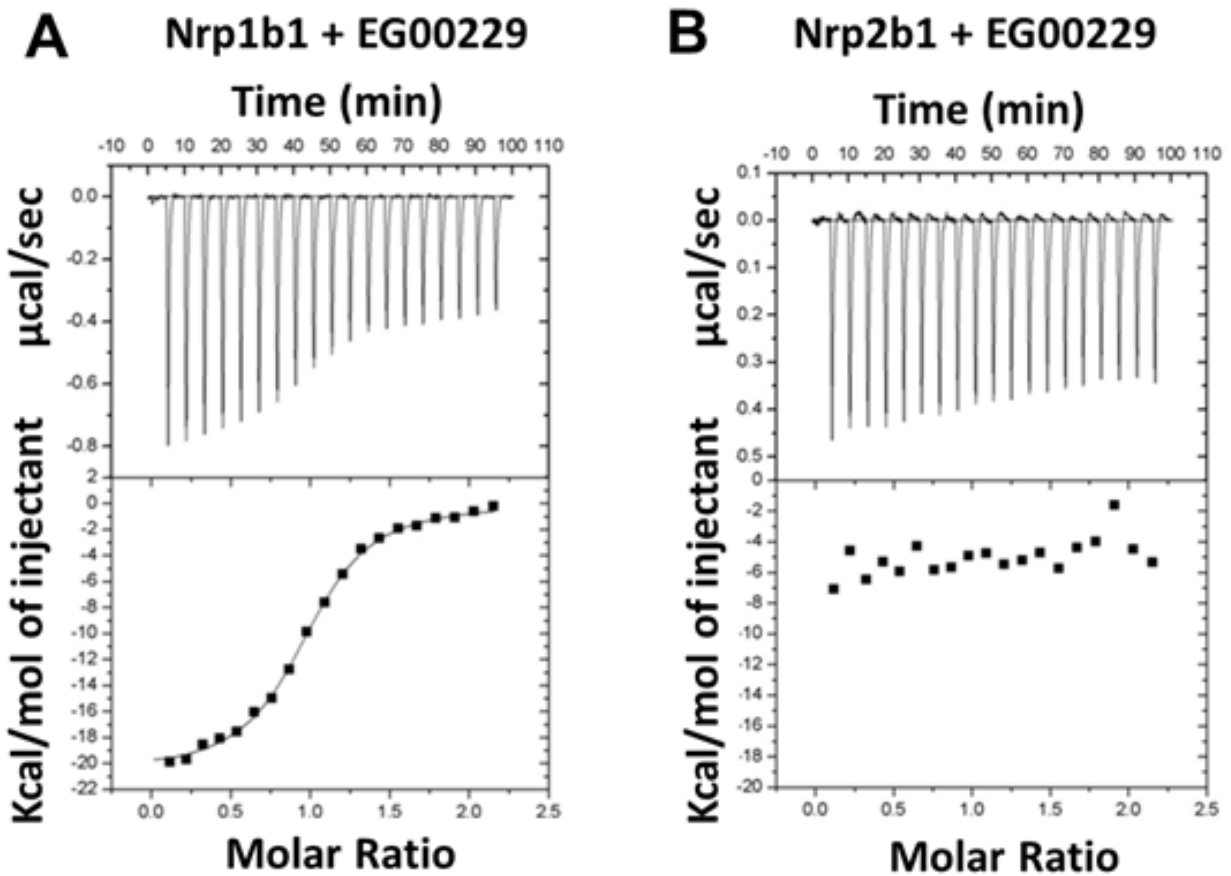 A Nrp1b1 + EG00229
Time (min)
-10 0 10 20 30 40 50 60 70 80 90 100 110
µcal/sec
0.0
-0.2
-0.4
-0.6
-0.8
2
Kcal/mol of injectant
0
-2
-4
-6
-8
-10
-12
-14
-16
-18
-20
-22
0.0 0.5 1.0 1.5 2.0 2.5
Molar Ratio
B Nrp2b1 + EG00229
Time (min)
-10 0 10 20 30 40 50 60 70 80 90 100 110
µcal/sec
0.1
0.0
0.1
0.2
0.3
0.4
0.5
0
Kcal/mol of injectant
-2
-4
-6
-8
-10
-12
-14
-16
-18
-20
0.0 0.5 1.0 1.5 2.0 2.5
Molar Ratio